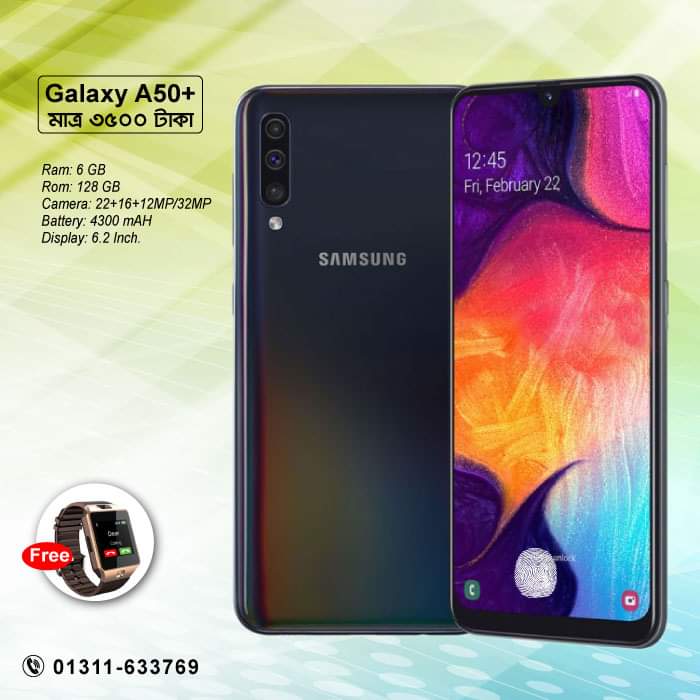 Galaxy A50+
মাত্র ৩৫০০ টাকা
Ram: 6 GB
Rom: 128 GB
Camera: 22+16+12MP/32MP
Battery: 4300 mAH
Display: 6.2 Inch.
SAMSUNG
12:45
Fri, February 22
Free
01311-633769